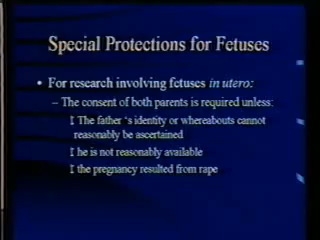 Special Protections for Fetuses
• For research involving fetuses in utero:
– The consent of both parents is required unless:
The father 's identity or whereabouts cannot
reasonably be ascertained
he is not reasonably available
the pregnancy resulted from rape